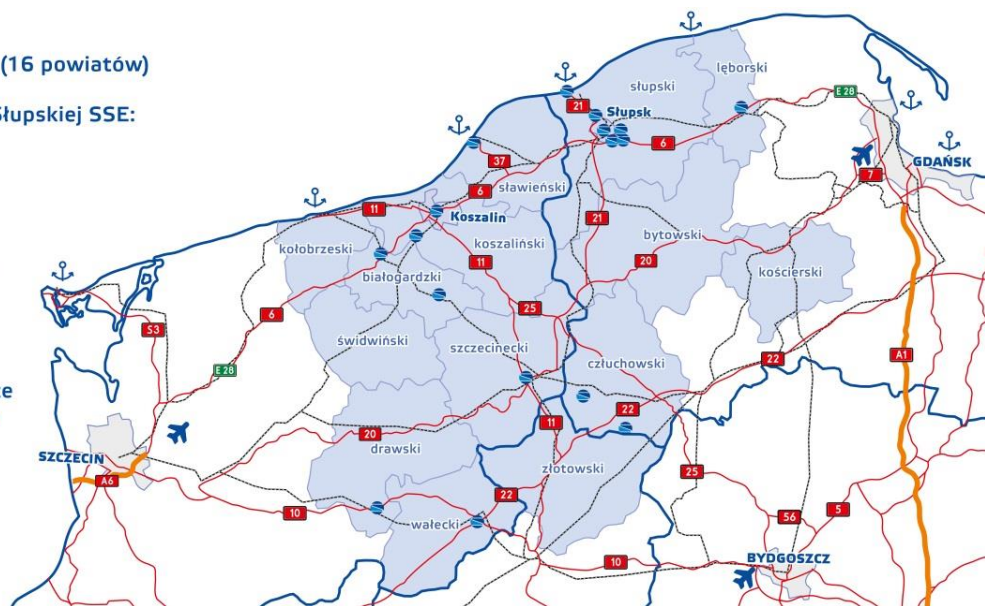 (16 powiatów)
Słupskiej SSE:
lęborski
słupski
21
Słupsk
E 28
6
GDAŃSK
7
37
6
sławieński
11
Koszalin
21
bytowski
koszaliński
kołobrzeski
białogardzki
11
20
kościerski
25
6
S3
świdwiński
szczecinecki
człuchowski
22
A1
E 28
20
drawski
11
22
SZCZECIN
A6
złotowski
25
22
10
wałecki
56
5
10
BYDGOSZCZ